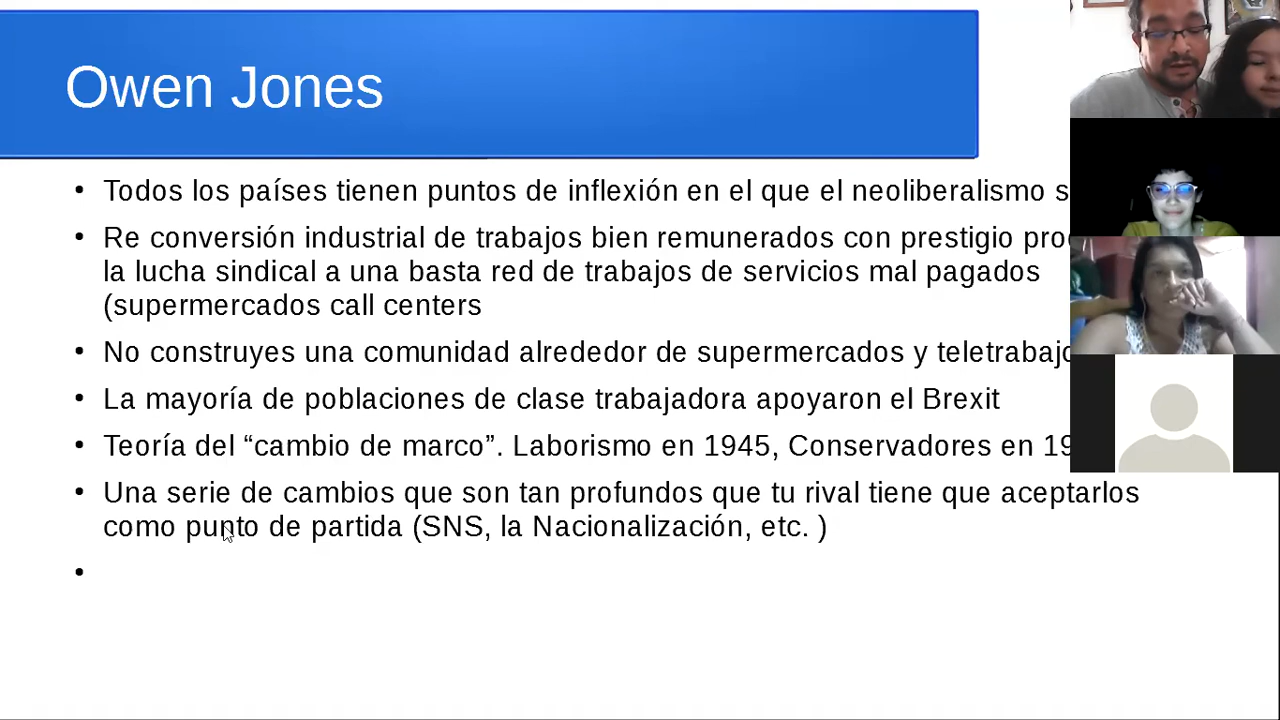 Owen Jones
• Todos los países tienen puntos de inflexión en el que el neoliberalismo
• Re conversión industrial de trabajos bien remunerados con prestigio
la lucha sindical a una basta red de trabajos de servicios mal pagados
(supermercados call centers
• No construyes una comunidad alrededor de supermercados y
• La mayoría de poblaciones de clase trabajadora apoyaron el Brexit
• Teoría del “cambio de marco”. Laborismo en 1945, Conservadores en
• Una serie de cambios que son tan profundos que tu rival tiene que aceptarlos
como punto de partida (SNS, la Nacionalización, etc. )
•